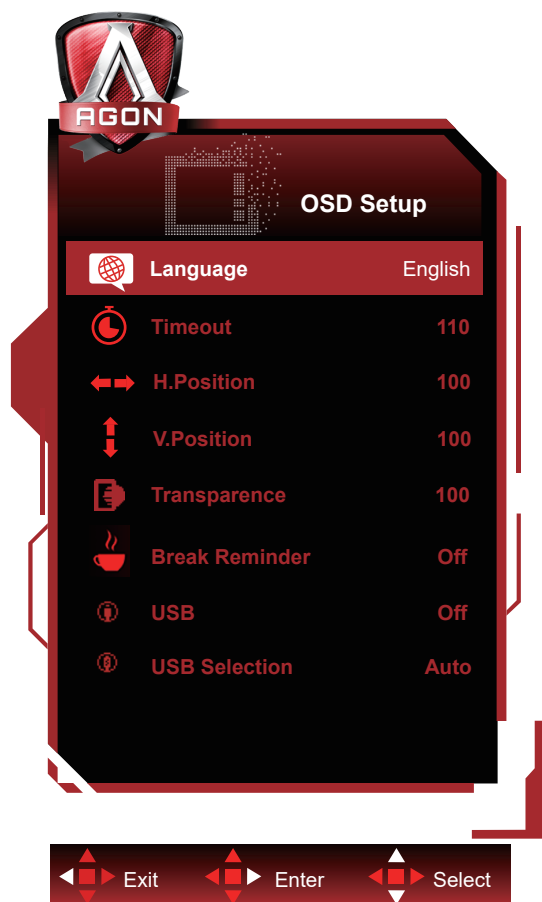 AGON
OSD Setup
Language English
Timeout 110
H.Position 100
V.Position 100
Transparence 100
Break Reminder Off
USB Off
USB Selection Auto
Exit Enter Select